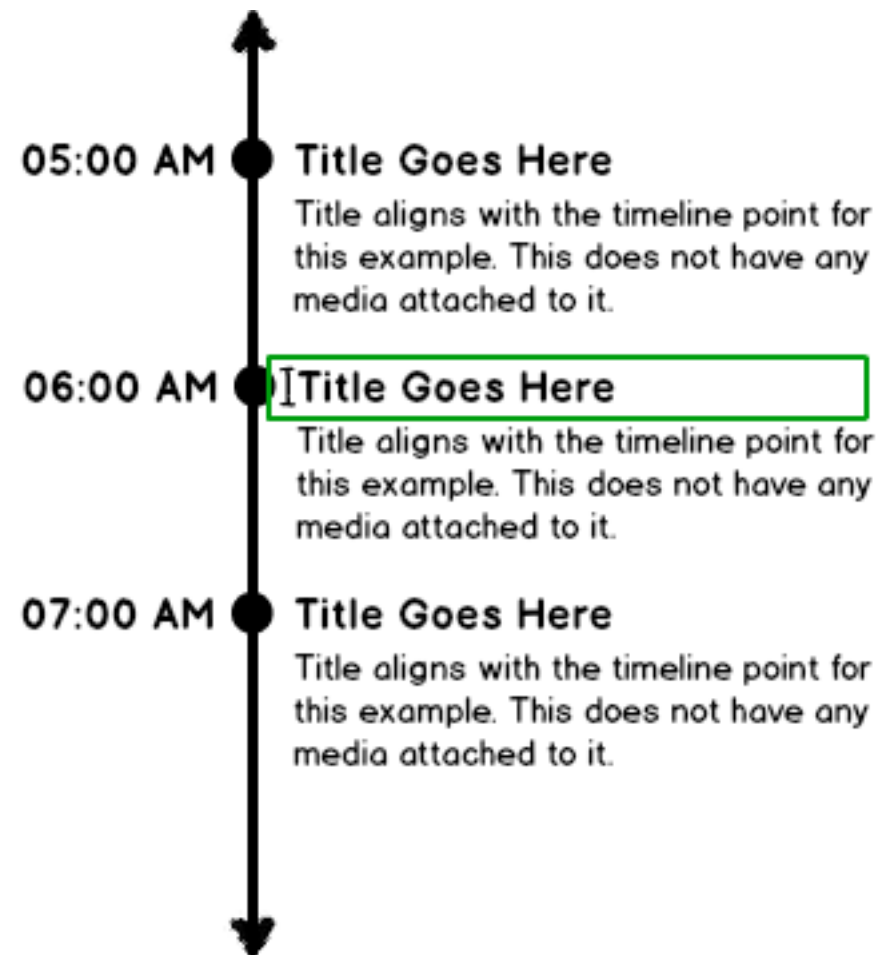 05:00 AM Title Goes Here
Title aligns with the timeline point for
this example. This does not have any
media attached to it.
06:00 AM Title Goes Here
Title aligns with the timeline point for
this example. This does not have any
media attached to it.
07:00 AM Title Goes Here
Title aligns with the timeline point for
this example. This does not have any
media attached to it.